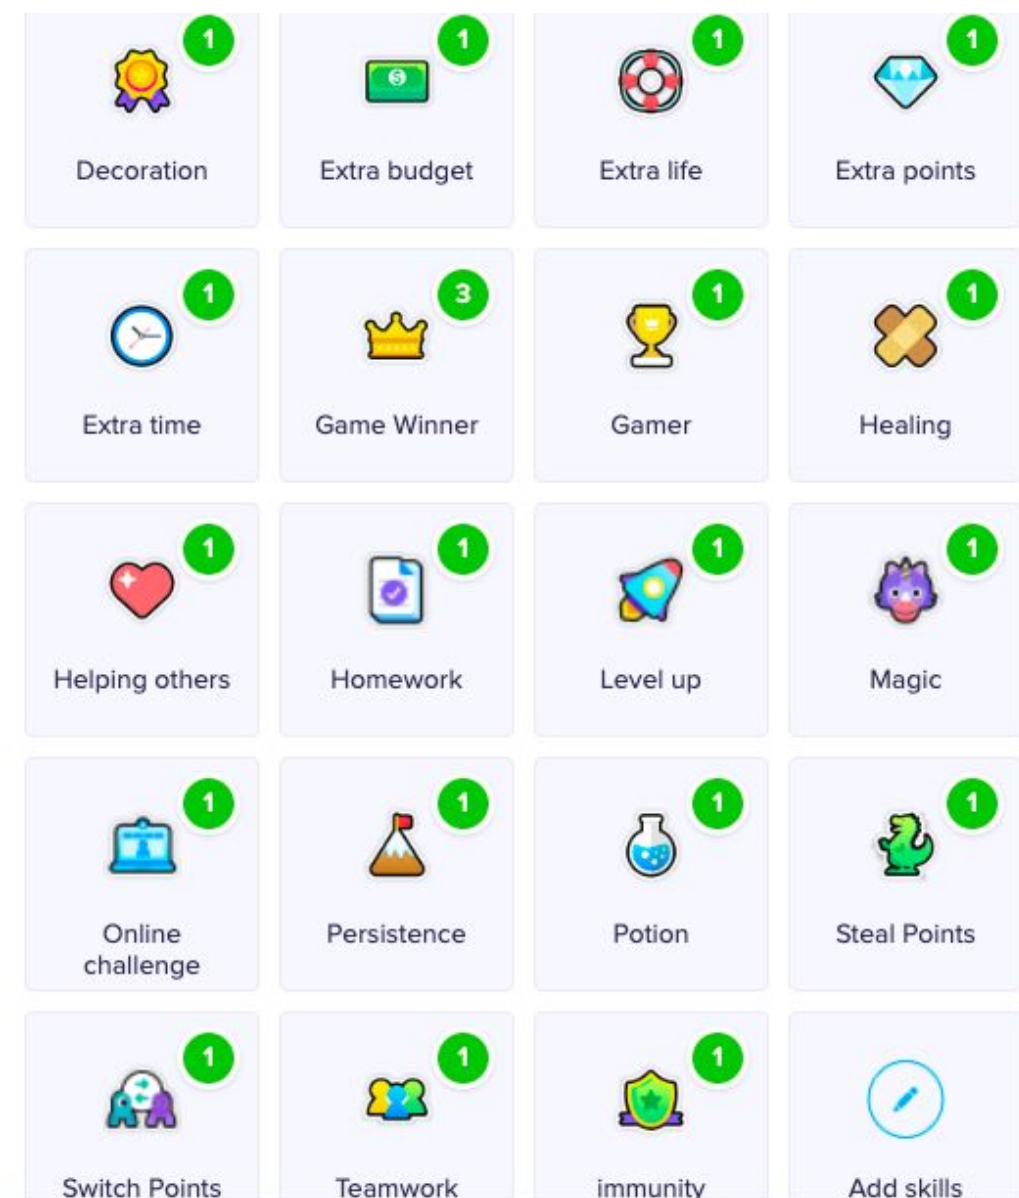 1 1 1 1
Decoration Extra budget Extra life Extra points
1 3 1 1
Extra time Game Winner Gamer Healing
1 1 1 1
Helping others Homework Level up Magic
1 1 1 1
Online Persistence Potion Steal Points
challenge
1 1 1
Switch Points Teamwork immunity Add skills